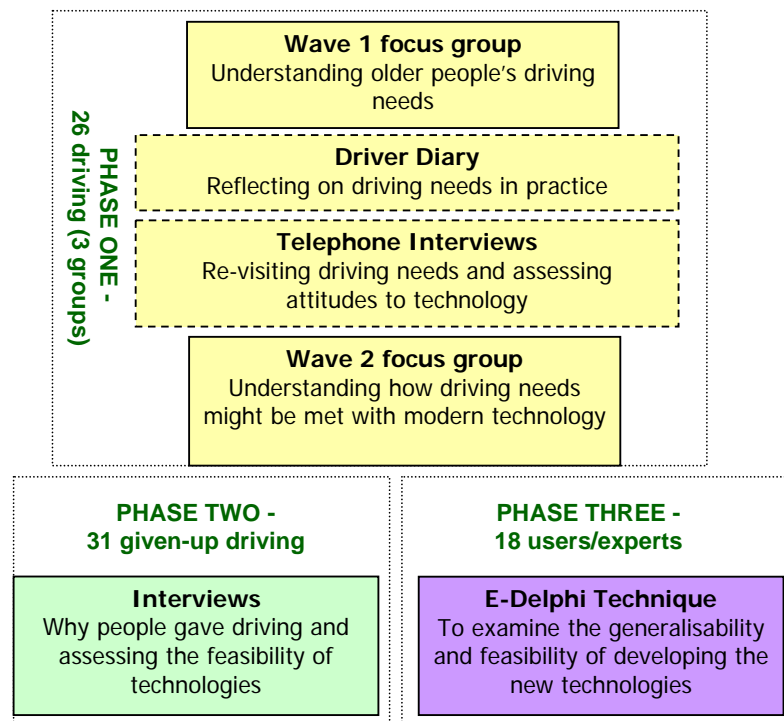 PHASE ONE -
26 driving (3 groups)
Wave 1 focus group
Understanding older people's driving
needs
Driver Diary
Reflecting on driving needs in practice
Telephone Interviews
Re-visiting driving needs and assessing
attitudes to technology
Wave 2 focus group
Understanding how driving needs
might be met with modern technology
PHASE TWO -
31 given-up driving
Interviews
Why people gave driving and
assessing the feasibility of
technologies
PHASE THREE -
18 users/experts
E-Delphi Technique
To examine the generalisability
and feasibility of developing the
new technologies